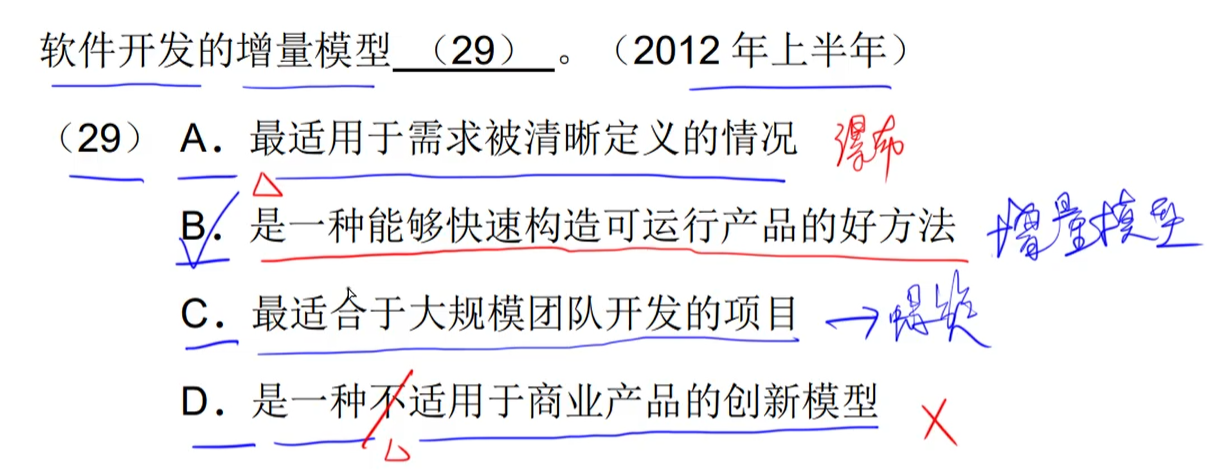 软件开发的增量模型（29）。（2012 年上半年）
（29） A．最适用于需求被清晰定义的情况 瀑布
B．是一种能够快速构造可运行产品的好方法 增量模型
C．最适合于大规模团队开发的项目 → 螺旋
D．是一种不适用于商业产品的创新模型 X